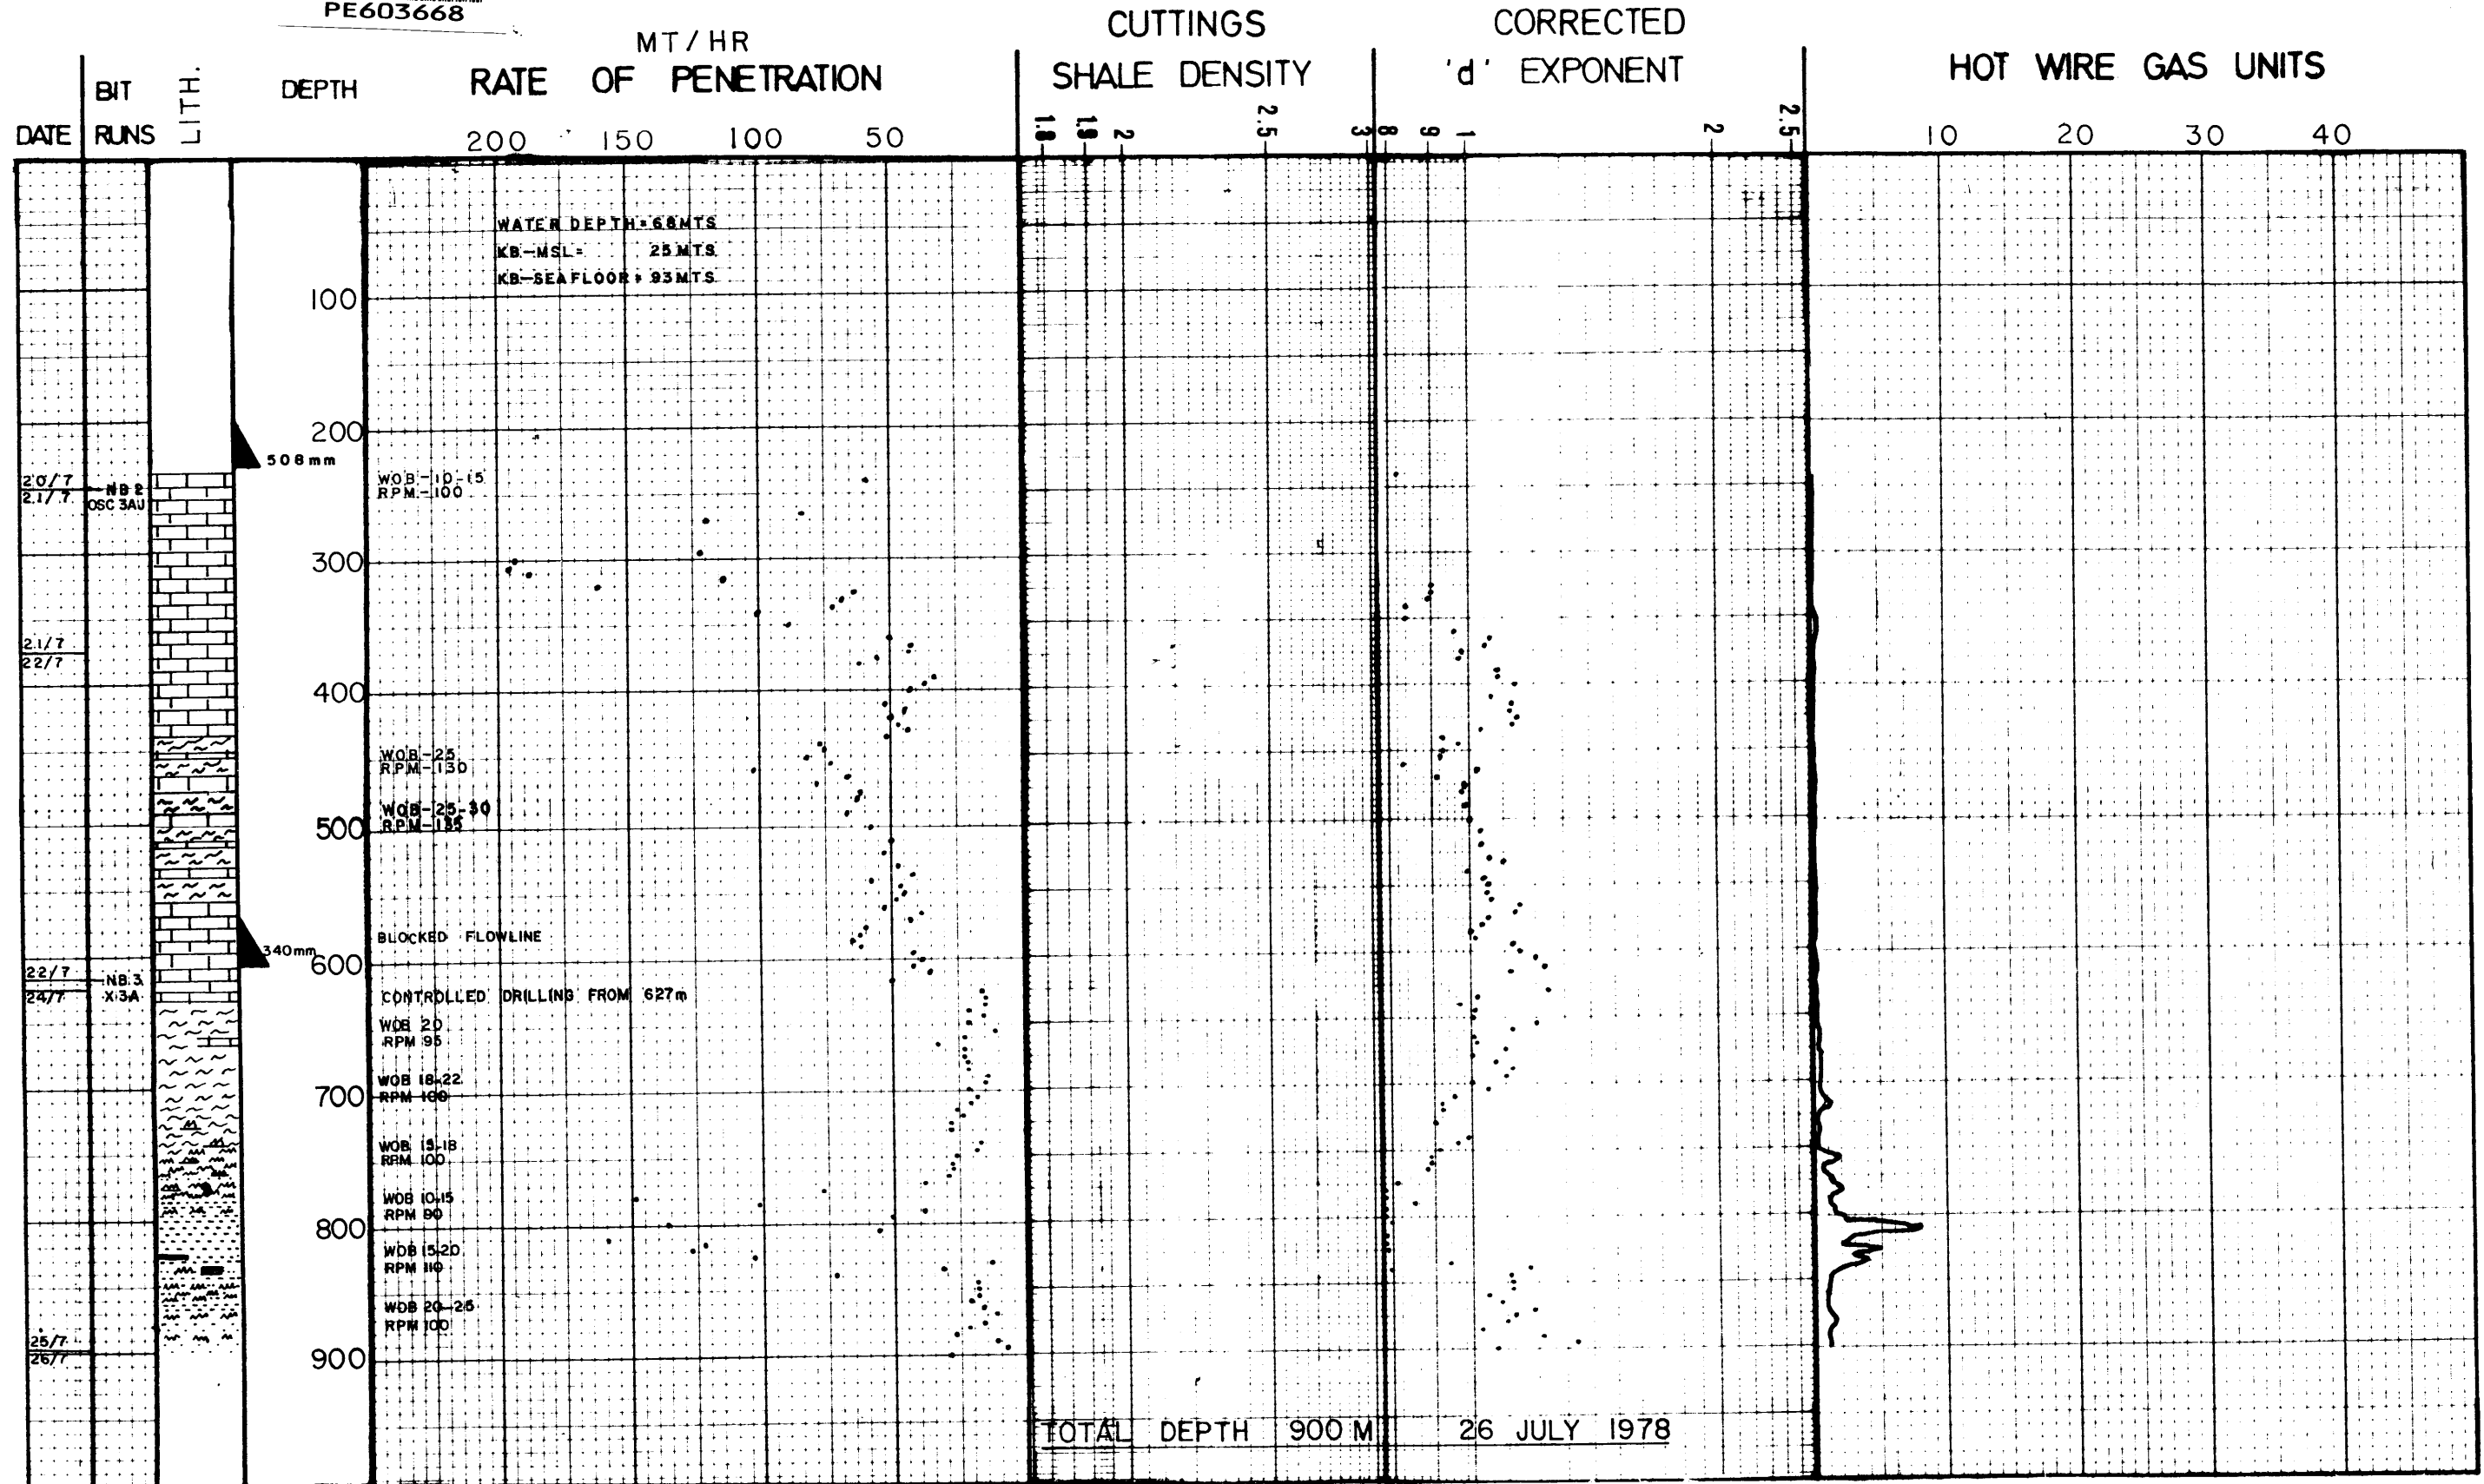 PE603668
DATE
BIT RUNS
LITH.
DEPTH
MT/HR
RATE OF PENETRATION
200 150 100 50
CUTTINGS
SHALE DENSITY
1.8 1.9 2 2.5 3
CORRECTED
'd' EXPONENT
8 9 1 2 2.5
HOT WIRE GAS UNITS
10 20 30 40
WATER DEPTH=68MTS
KB-MSL= 25MTS
KB-SEAFLOOR=93MTS
100
200
508mm
20/7
21/7
NB2
OSC 3AJ
WOB-10-15
RPM-100
300
21/7
22/7
400
WOB-25
RPM-130
WOB-25-30
RPM-135
500
BLOCKED FLOWLINE
340mm
600
22/7
24/7
NB.3
X3A
CONTROLLED DRILLING FROM 627m
WOB 20
RPM 95
WOB 18-22
RPM 100
700
WOB 15-18
RPM 100
WOB 10-15
RPM 90
800
WOB 15-20
RPM 110
WOB 20-25
RPM 100
25/7
26/7
900
TOTAL DEPTH 900M 26 JULY 1978